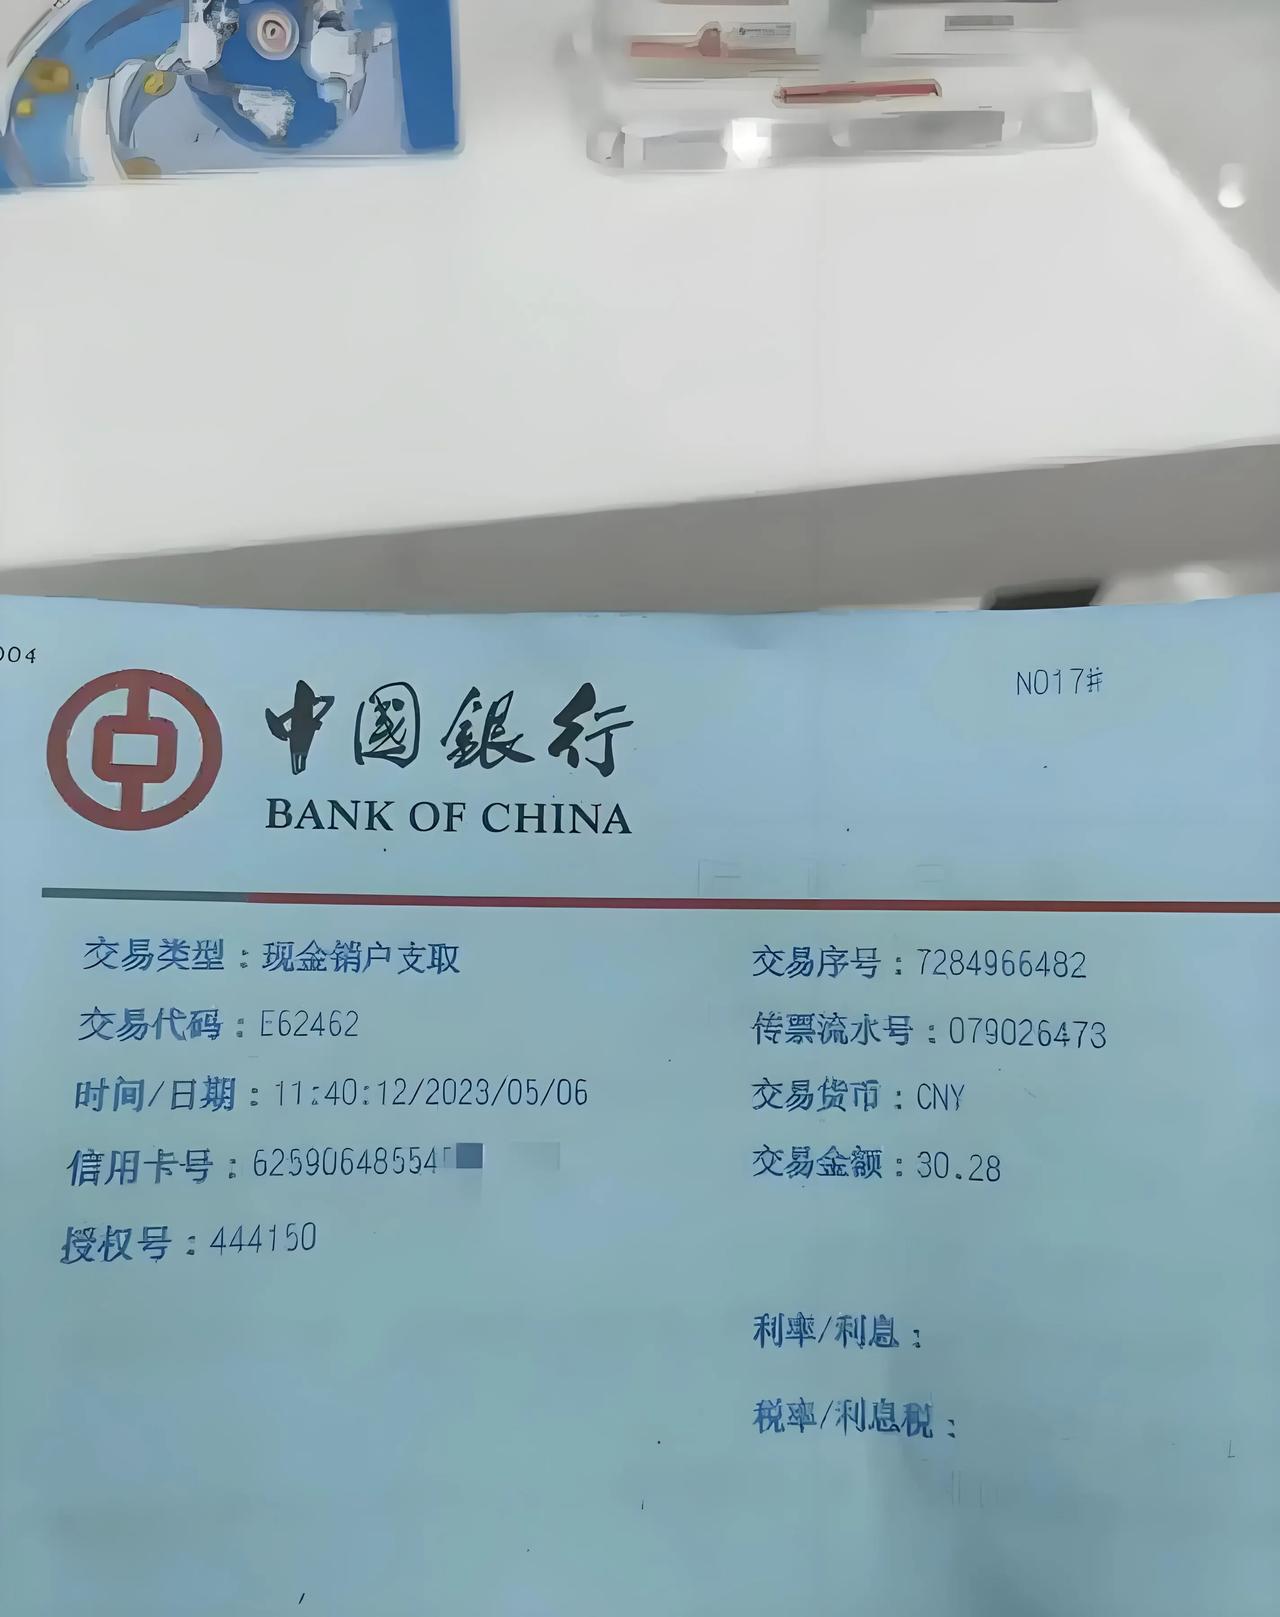 004
N017#
中國銀行
BANK OF CHINA
交易类型：现金销户支取
交易序号：7284966482
交易代码：E62462
传票流水号：079026473
时间/日期：11:40:12/2023/05/06
交易货币：CNY
信用卡号：62590648554
交易金额：30.28
授权号：444150
利率/利息：
税率/利息税：